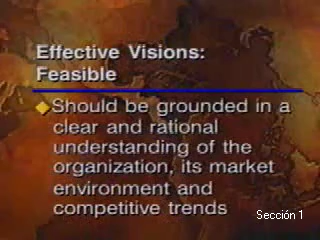 Effective Visions:
Feasible
Should be grounded in a
clear and rational
understanding of the
organization, its market
environment and
competitive trends
Sección 1